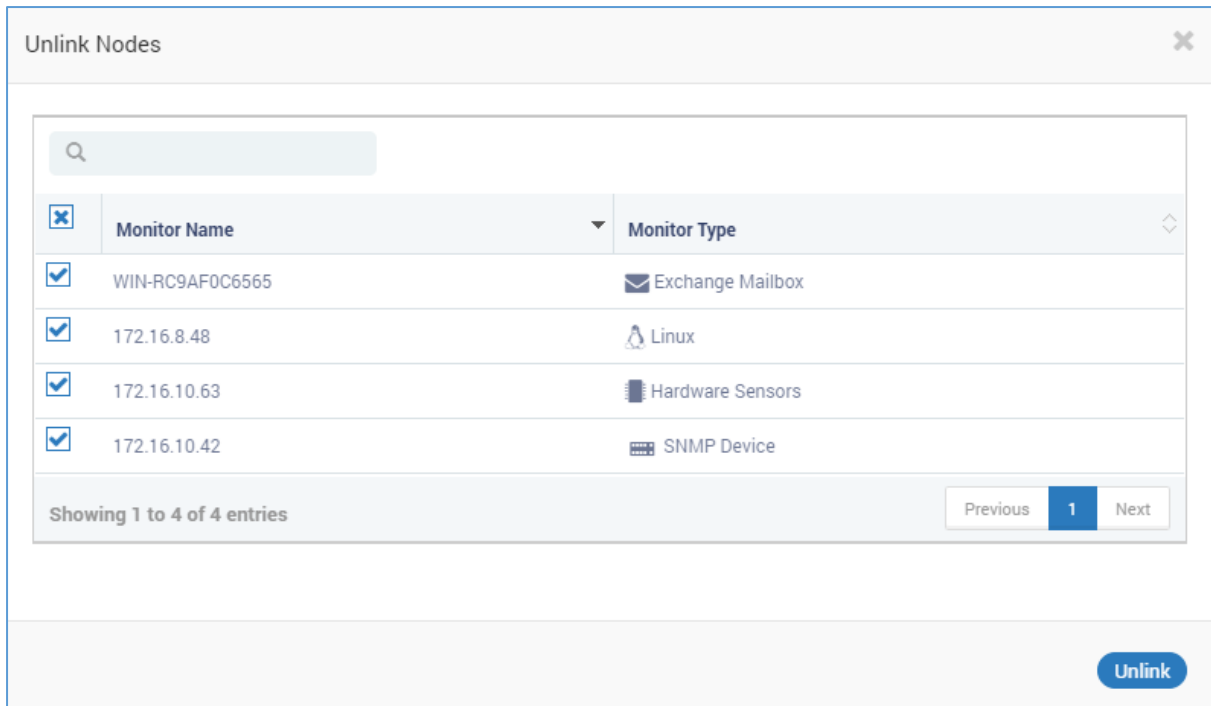 Unlink Nodes
Monitor Name Monitor Type
WIN-RC9AF0C6565 Exchange Mailbox
172.16.8.48 Linux
172.16.10.63 Hardware Sensors
172.16.10.42 SNMP Device
Showing 1 to 4 of 4 entries Previous 1 Next
Unlink